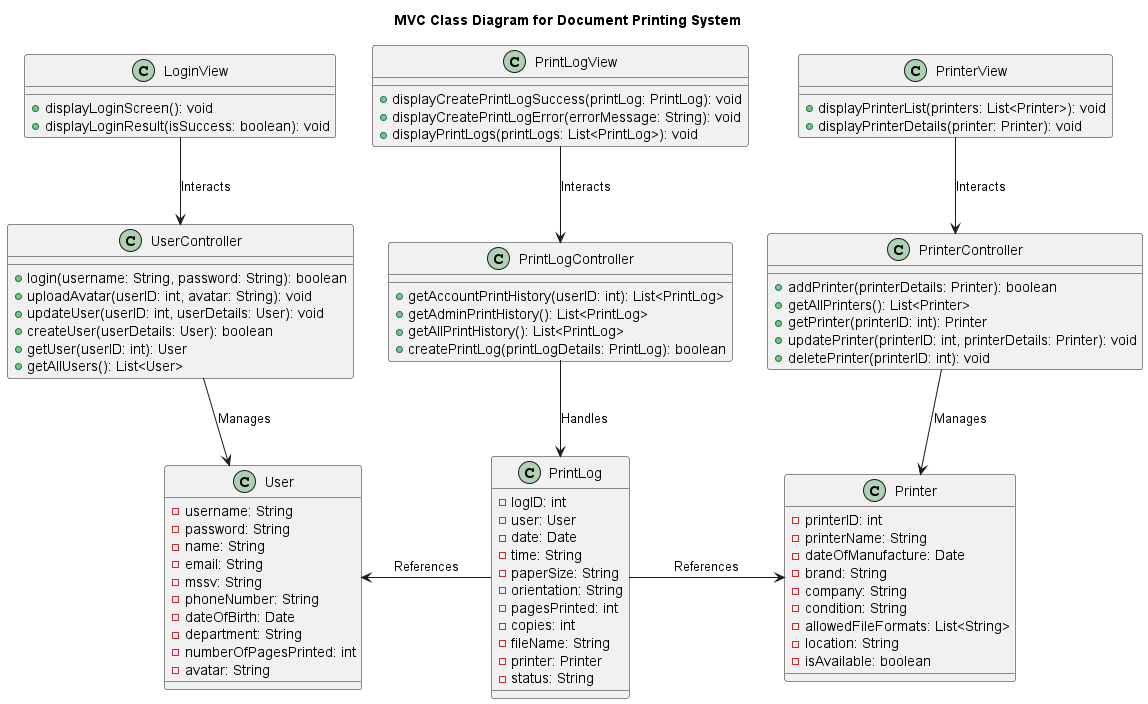 MVC Class Diagram for Document Printing System
C LoginView
displayLoginScreen(): void
displayLoginResult(isSuccess: boolean): void
C PrintLogView
displayCreatePrintLogSuccess(printLog: PrintLog): void
displayCreatePrintLogError(errorMessage: String): void
displayPrintLogs(printLogs: List<PrintLog>): void
C PrinterView
displayPrinterList(printers: List<Printer>): void
displayPrinterDetails(printer: Printer): void
Interacts
Interacts
Interacts
C UserController
login(username: String, password: String): boolean
uploadAvatar(userID: int, avatar: String): void
updateUser(userID: int, userDetails: User): void
createUser(userDetails: User): boolean
getUser(userID: int): User
getAllUsers(): List<User>
C PrintLogController
getAccountPrintHistory(userID: int): List<PrintLog>
getAdminPrintHistory(): List<PrintLog>
getAllPrintHistory(): List<PrintLog>
createPrintLog(printLogDetails: PrintLog): boolean
C PrinterController
addPrinter(printerDetails: Printer): boolean
getAllPrinters(): List<Printer>
getPrinter(printerID: int): Printer
updatePrinter(printerID: int, printerDetails: Printer): void
deletePrinter(printerID: int): void
Manages
Handles
Manages
C User
username: String
password: String
name: String
email: String
mssv: String
phoneNumber: String
dateOfBirth: Date
department: String
numberOfPagesPrinted: int
avatar: String
References
C PrintLog
logID: int
user: User
date: Date
time: String
paperSize: String
orientation: String
pagesPrinted: int
copies: int
fileName: String
printer: Printer
status: String
References
C Printer
printerID: int
printerName: String
dateOfManufacture: Date
brand: String
company: String
condition: String
allowedFileFormats: List<String>
location: String
isAvailable: boolean